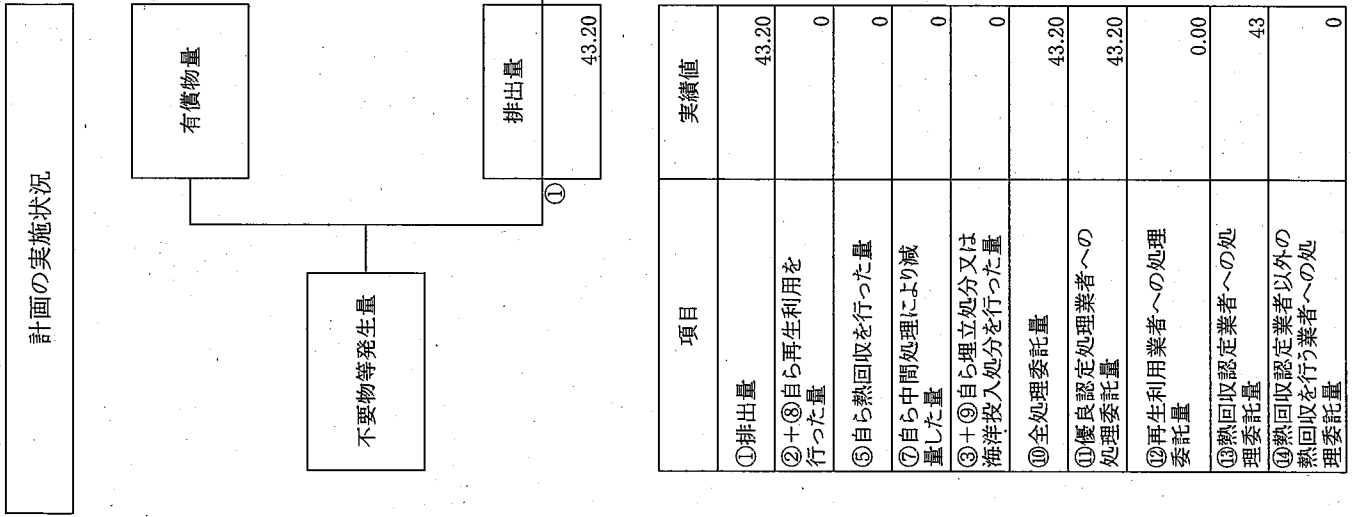 計画の実施状況
不要物等発生量
有償物量
①
排出量
43.20
項目
実績値
①排出量
43.20
②+⑧自ら再生利用を
行った量
0
⑤自ら熱回収を行った量
0
⑦自ら中間処理により減
量した量
0
③+⑨自ら埋立処分又は
海洋投入処分を行った量
0
⑩全処理委託量
43.20
⑪優良認定処理業者への
処理委託量
43.20
⑫再生利用業者への処理
委託量
0.00
⑬熱回収認定業者への処
理委託量
43
⑭熱回収認定業者以外の
熱回収を行う業者への処
理委託量
0